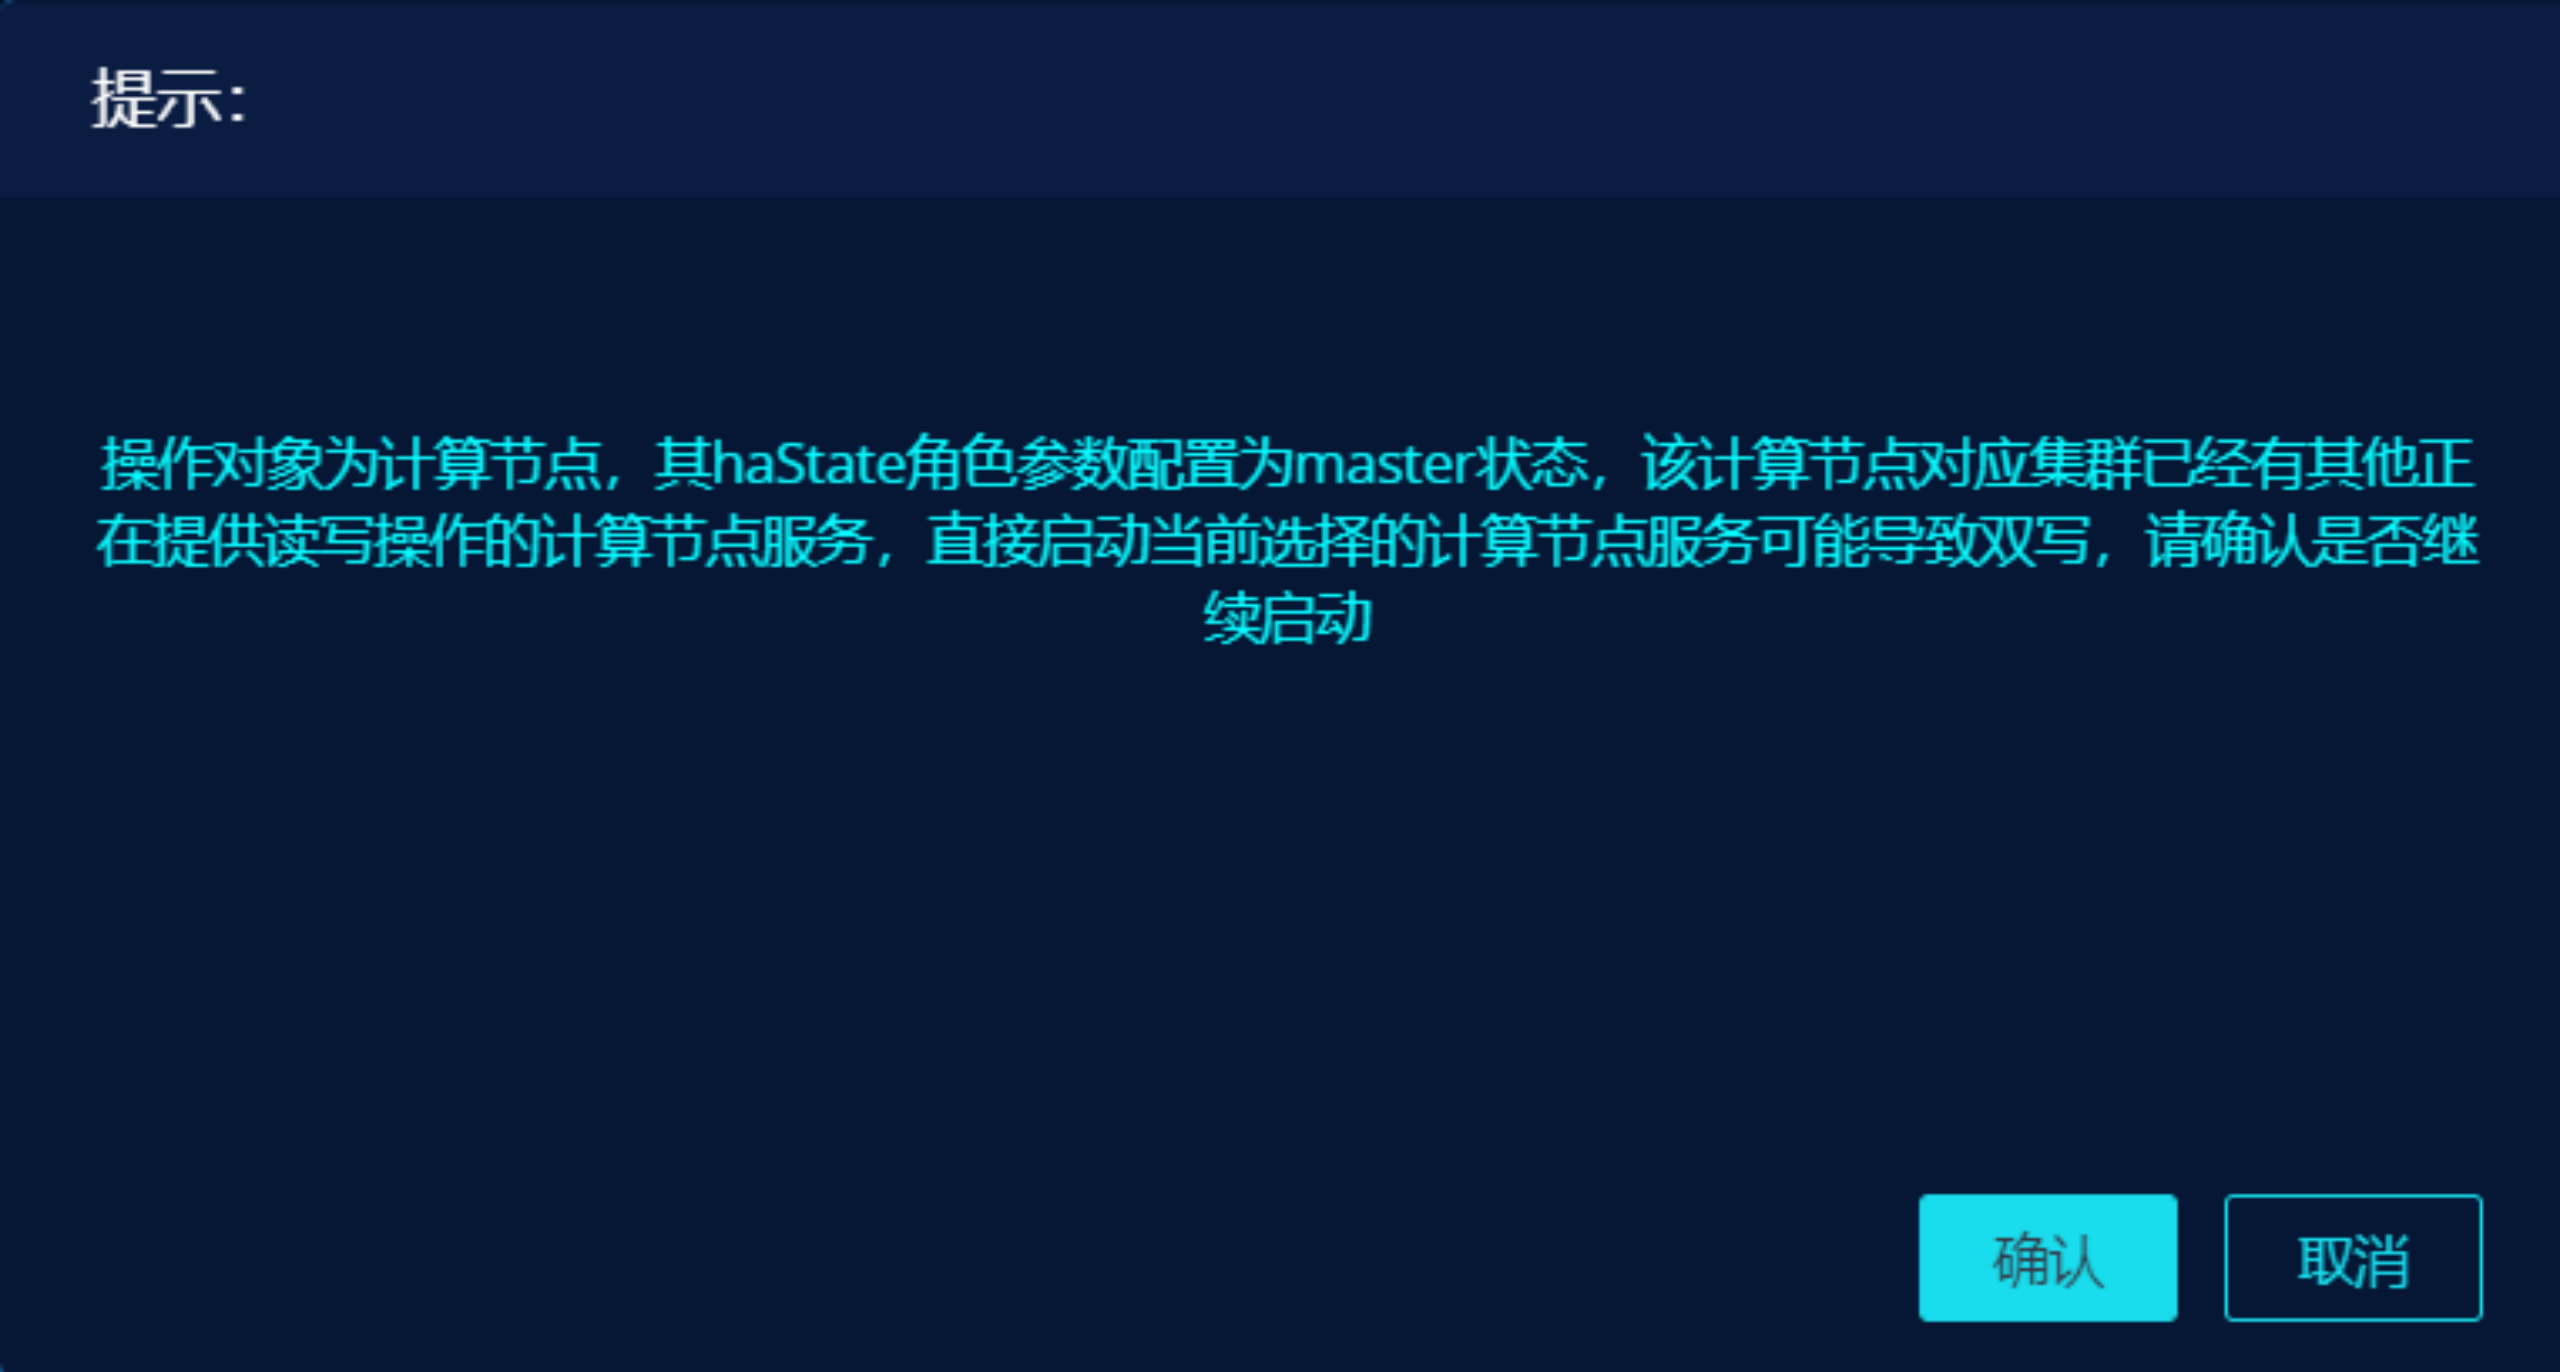 提示：
操作对象为计算节点，其haState角色参数配置为master状态，该计算节点对应集群已经有其他正
在提供读写操作的计算节点服务，直接启动当前选择的计算节点服务可能导致双写，请确认是否继
续启动
确认
取消